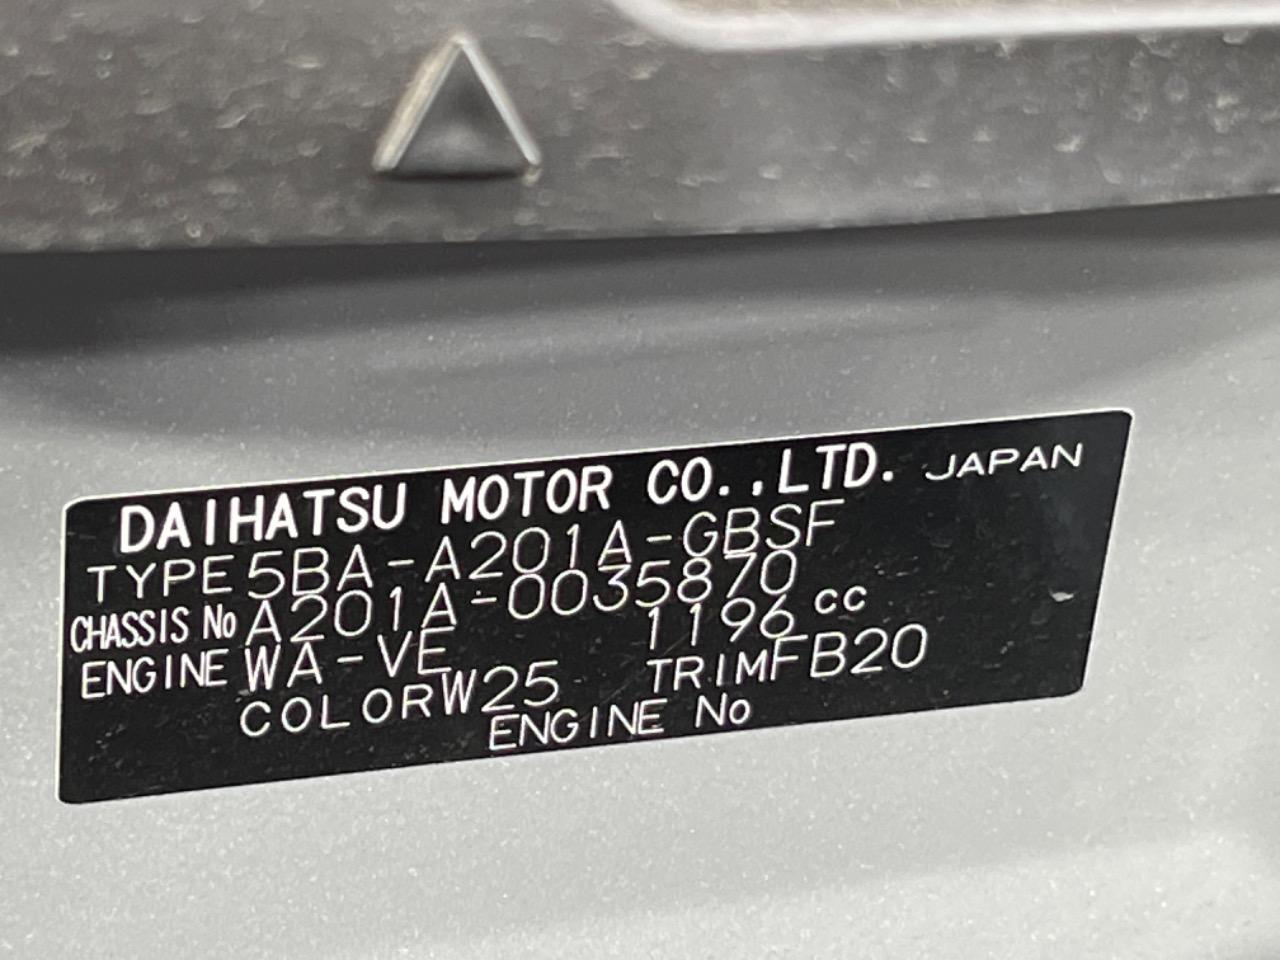 DAIHATSU MOTOR CO.,LTD. JAPAN
TYPE 5BA-A201A-GBSF
CHASSIS No A201A-0035870
ENGINE WA-VE 1196 cc
COLOR W25 TRIM FB20
ENGINE No